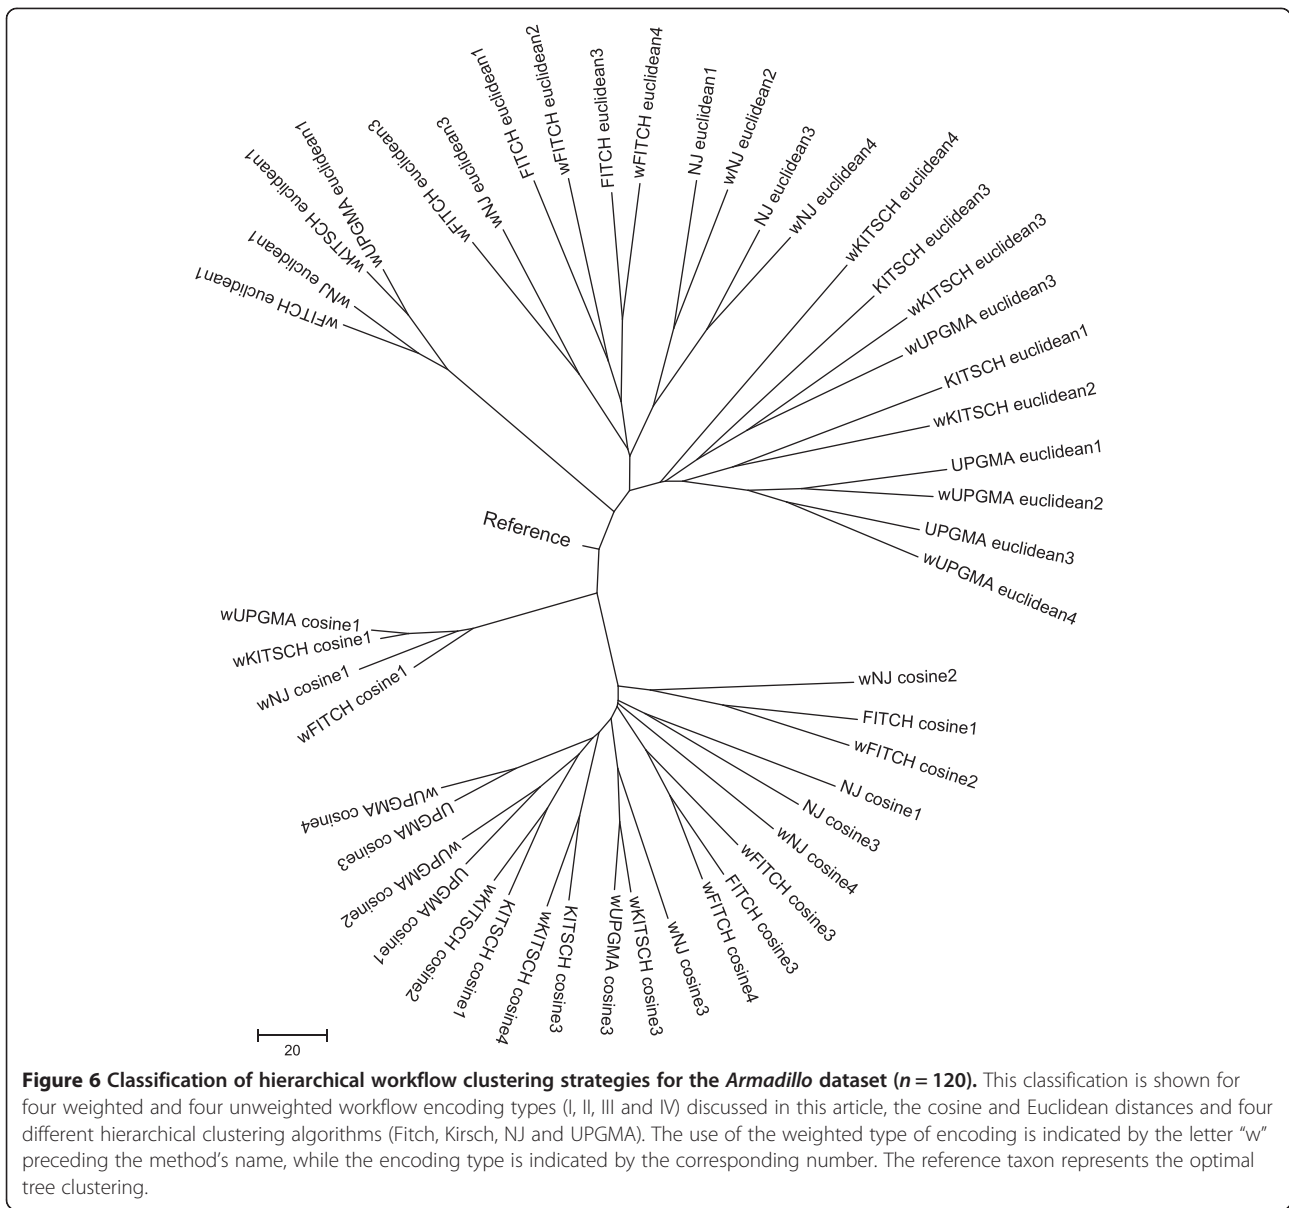 FITCH euclidean1
wFITCH euclidean2
FITCH euclidean3
wFITCH euclidean4
NJ euclidean1
wNJ euclidean2
NJ euclidean3
wNJ euclidean4
wKITSCH euclidean4
KITSCH euclidean3
wKITSCH euclidean3
wUPGMA euclidean3
KITSCH euclidean1
wKITSCH euclidean2
UPGMA euclidean1
wUPGMA euclidean2
UPGMA euclidean3
wUPGMA euclidean4
wNJ cosine2
FITCH cosine1
wFITCH cosine2
NJ cosine1
NJ cosine3
wNJ cosine4
wFITCH cosine3
FITCH cosine3
wFITCH cosine4
wNJ cosine3
wKITSCH cosine3
wUPGMA cosine3
KITSCH cosine3
wKITSCH cosine4
KITSCH cosine1
wKITSCH cosine2
UPGMA cosine1
wUPGMA cosine2
UPGMA cosine3
wUPGMA cosine4
wFITCH cosine1
wNJ cosine1
wKITSCH cosine1
wUPGMA cosine1
Reference
wFITCH euclidean1
wNJ euclidean1
wKITSCH euclidean1
wUPGMA euclidean1
wFITCH euclidean3
wNJ euclidean3
20
Figure 6 Classification of hierarchical workflow clustering strategies for the Armadillo dataset (n = 120). This classification is shown for
four weighted and four unweighted workflow encoding types (I, II, III and IV) discussed in this article, the cosine and Euclidean distances and four
different hierarchical clustering algorithms (Fitch, Kirsch, NJ and UPGMA). The use of the weighted type of encoding is indicated by the letter “w”
preceding the method’s name, while the encoding type is indicated by the corresponding number. The reference taxon represents the optimal
tree clustering.